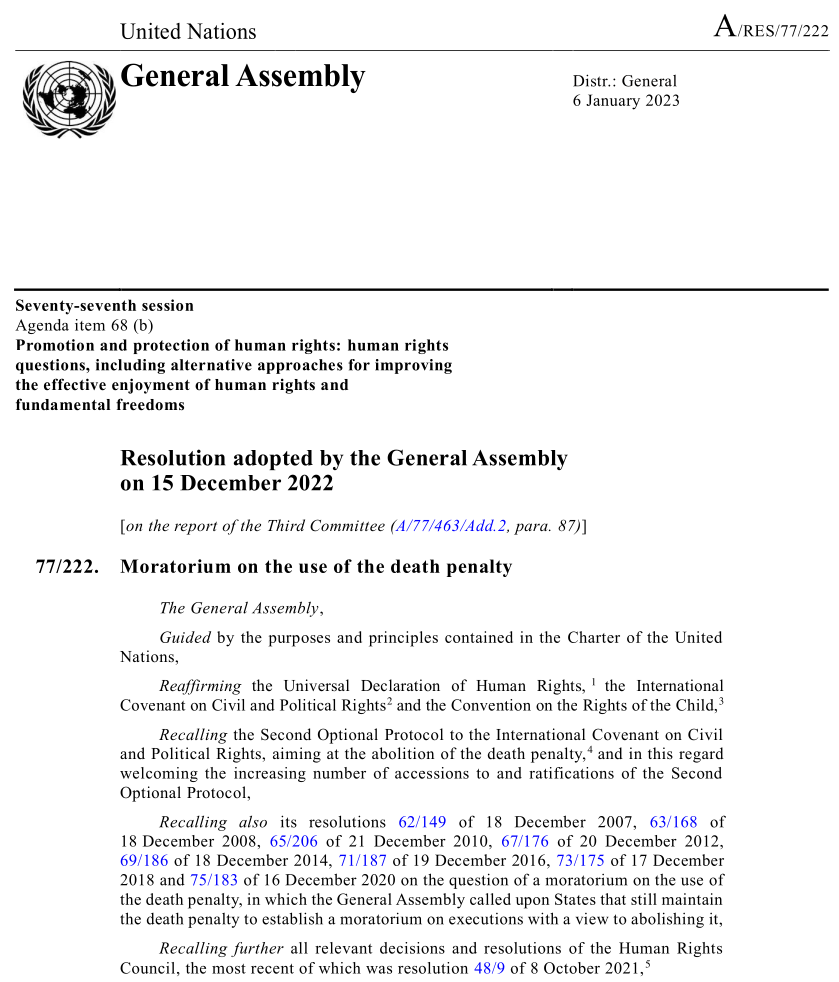 United Nations
A/RES/77/222
General Assembly
Distr.: General
6 January 2023
Seventy-seventh session
Agenda item 68 (b)
Promotion and protection of human rights: human rights
questions, including alternative approaches for improving
the effective enjoyment of human rights and
fundamental freedoms
Resolution adopted by the General Assembly
on 15 December 2022
[on the report of the Third Committee (A/77/463/Add.2, para. 87)]
77/222. Moratorium on the use of the death penalty
The General Assembly,
Guided by the purposes and principles contained in the Charter of the United
Nations,
Reaffirming the Universal Declaration of Human Rights, 1 the International
Covenant on Civil and Political Rights2 and the Convention on the Rights of the Child,3
Recalling the Second Optional Protocol to the International Covenant on Civil
and Political Rights, aiming at the abolition of the death penalty,4 and in this regard
welcoming the increasing number of accessions to and ratifications of the Second
Optional Protocol,
Recalling also its resolutions 62/149 of 18 December 2007, 63/168 of
18 December 2008, 65/206 of 21 December 2010, 67/176 of 20 December 2012,
69/186 of 18 December 2014, 71/187 of 19 December 2016, 73/175 of 17 December
2018 and 75/183 of 16 December 2020 on the question of a moratorium on the use of
the death penalty, in which the General Assembly called upon States that still maintain
the death penalty to establish a moratorium on executions with a view to abolishing it,
Recalling further all relevant decisions and resolutions of the Human Rights
Council, the most recent of which was resolution 48/9 of 8 October 2021,5